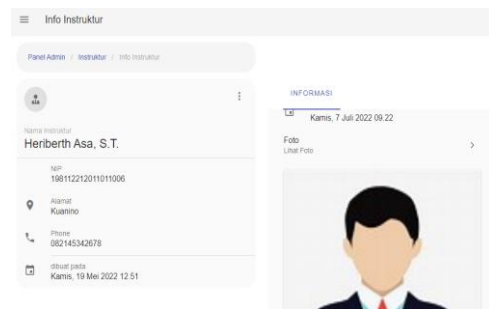 Info Instruktur
Panel Admin / Instruktur / Info Instruktur
Nama Instruktur
Heriberth Asa, S.T.
NIP
198112212011011006
Alamat
Kuanino
Phone
082145342678
dibuat pada
Kamis, 19 Mei 2022 12.51
INFORMASI
Kamis, 7 Juli 2022 09.22
Foto
Lihat Foto